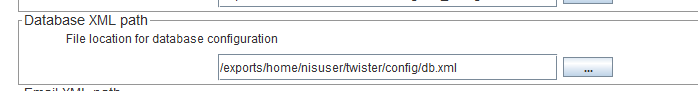 Database XML path
File location for database configuration
/exports/home/nisuser/twister/config/db.xml
...